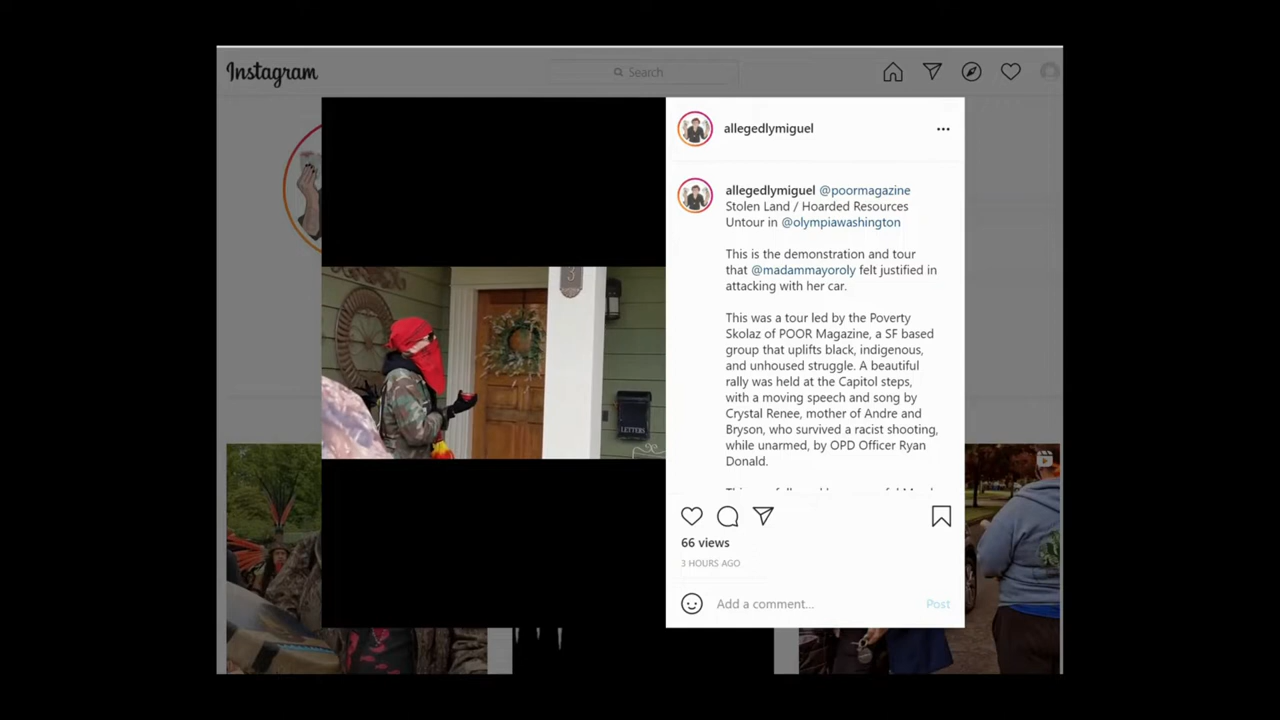 Instagram
Search
allegedlymiguel
allegedlymiguel @poormagazine
Stolen Land / Hoarded Resources
Untour in @olympiawashington
This is the demonstration and tour
that @madammayoroly felt justified in
attacking with her car.
This was a tour led by the Poverty
Skolaz of POOR Magazine, a SF based
group that uplifts black, indigenous,
and unhoused struggle. A beautiful
rally was held at the Capitol steps,
with a moving speech and song by
Crystal Renee, mother of Andre and
Bryson, who survived a racist shooting,
while unarmed, by OPD Officer Ryan
Donald.
3
LETTERS
66 views
3 HOURS AGO
Add a comment...
Post